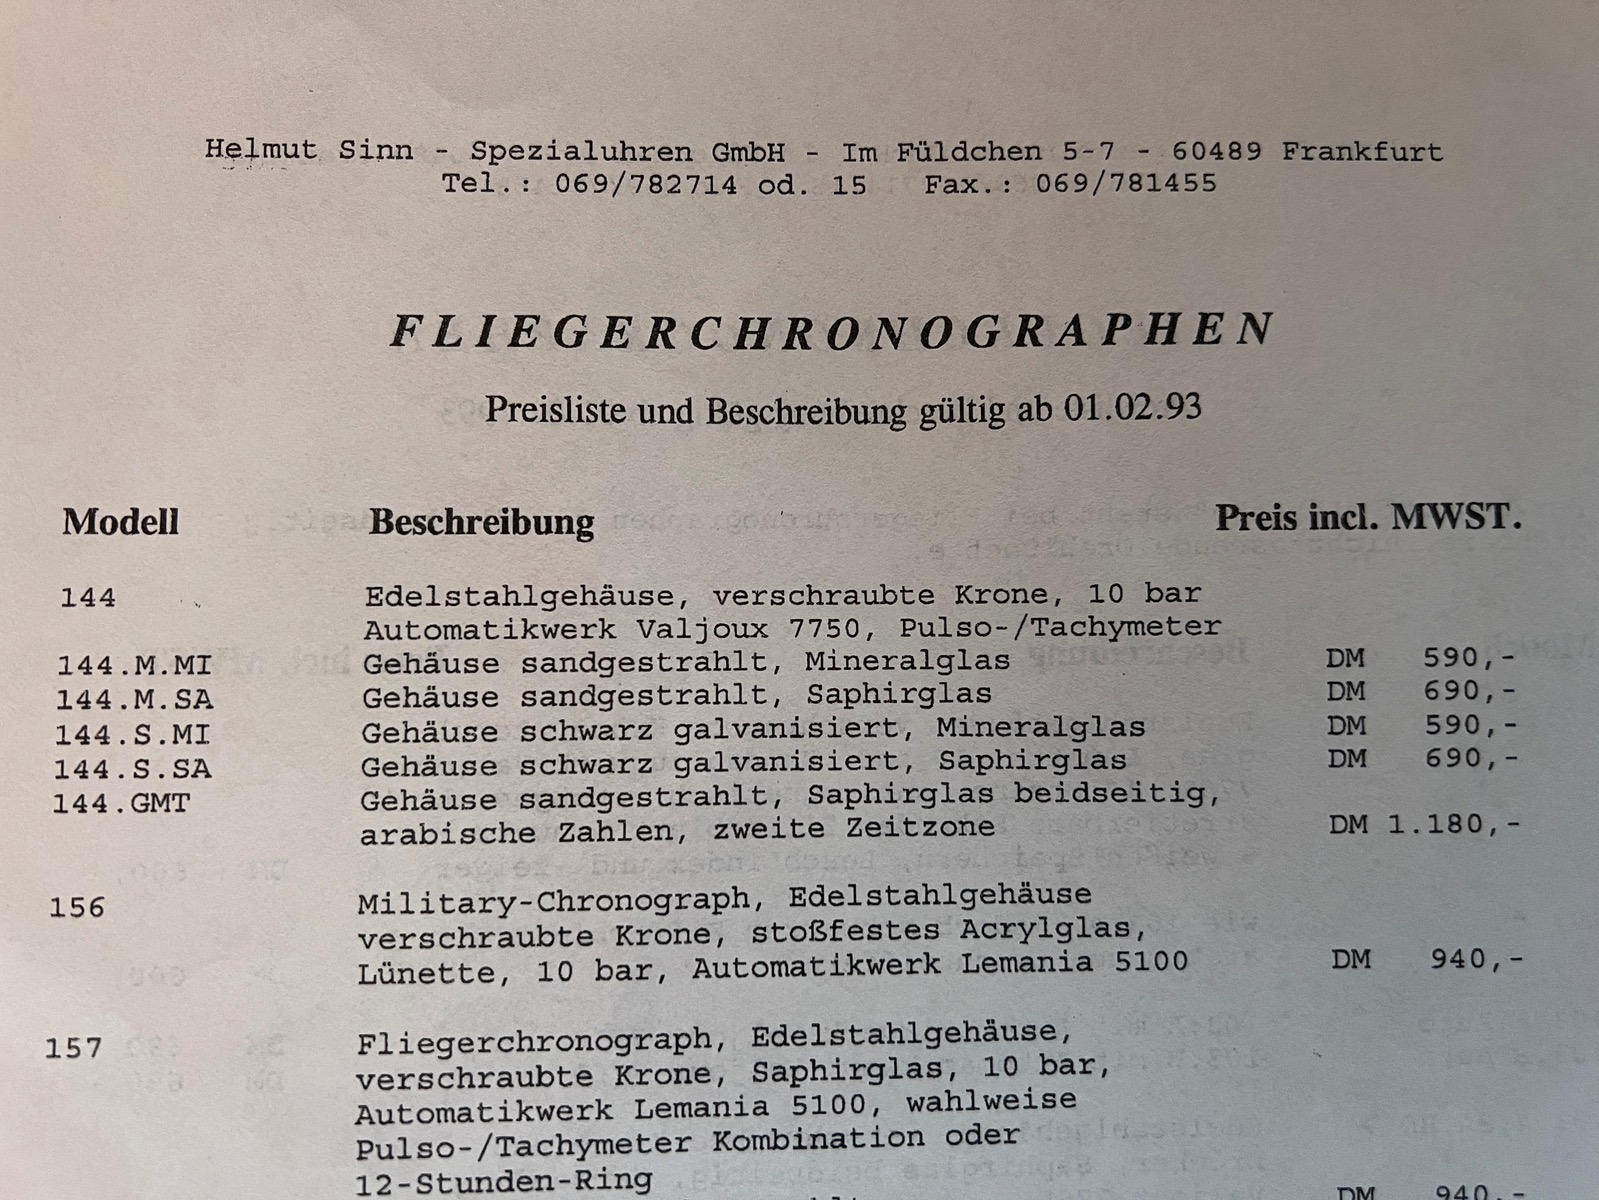 Helmut Sinn - Spezialuhren GmbH - Im Füldchen 5-7 - 60489 Frankfurt
Tel.: 069/782714 od. 15 Fax.: 069/781455
FLIEGERCHRONOGRAPHEN
Preisliste und Beschreibung gültig ab 01.02.93
Modell Beschreibung Preis incl. MWST.
144 Edelstahlgehäuse, verschraubte Krone, 10 bar
Automatikwerk Valjoux 7750, Pulso-/Tachymeter
144.M.MI Gehäuse sandgestrahlt, Mineralglas DM 590,-
144.M.SA Gehäuse sandgestrahlt, Saphirglas DM 690,-
144.S.MI Gehäuse schwarz galvanisiert, Mineralglas DM 590,-
144.S.SA Gehäuse schwarz galvanisiert, Saphirglas DM 690,-
144.GMT Gehäuse sandgestrahlt, Saphirglas beidseitig,
arabische Zahlen, zweite Zeitzone DM 1.180,-
156 Military-Chronograph, Edelstahlgehäuse
verschraubte Krone, stoßfestes Acrylglas,
Lünette, 10 bar, Automatikwerk Lemania 5100 DM 940,-
157 Fliegerchronograph, Edelstahlgehäuse,
verschraubte Krone, Saphirglas, 10 bar,
Automatikwerk Lemania 5100, wahlweise
Pulso-/Tachymeter Kombination oder
12-Stunden-Ring
DM 940,-